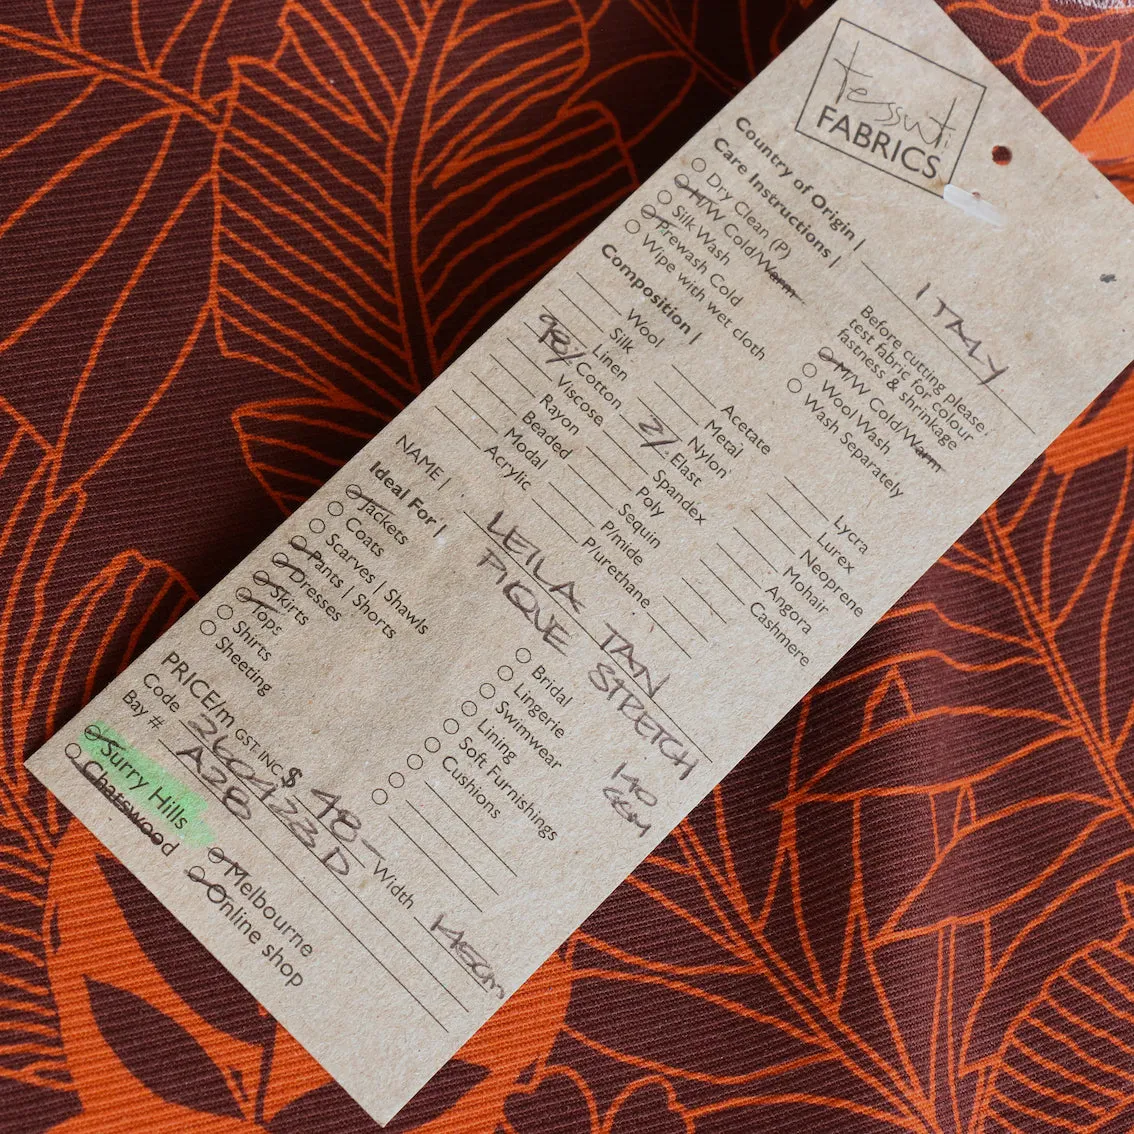 tessuti
FABRICS
Country of Origin | ITALY
Care Instructions |
Dry Clean (P)
M/W Cold/Warm
Silk Wash
Prewash Cold
Wipe with wet cloth
Before cutting please
test fabric for colour
fastness & shrinkage
M/W Cold/Warm
Wool Wash
Wash Separately
Composition |
Wool
Silk
Linen
98% Cotton
Viscose
Rayon
Beaded
Modal
Acrylic
Acetate
Metal
Nylon
2% Elast
Spandex
Poly
Sequin
P/mide
P/urethane
Lycra
Lurex
Neoprene
Mohair
Angora
Cashmere
NAME | LEILA TAN
PIQUE STRETCH
140
Ideal For |
Jackets
Coats
Scarves | Shawls
Pants | Shorts
Dresses
Skirts
Tops
Shirts
Sheeting
Bridal
Lingerie
Swimwear
Lining
Soft Furnishings
Cushions
PRICE/m GST. INC $ 48- Width 145cm
Code 2604123D
Bay #: A2B
Surry Hills
Chatswood
Melbourne
Online shop